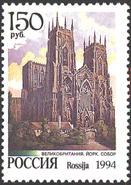 150
РУБ.
ВЕЛИКОБРИТАНИЯ, ЙОРК, СОБОР
РОССИЯ Rossija 1994